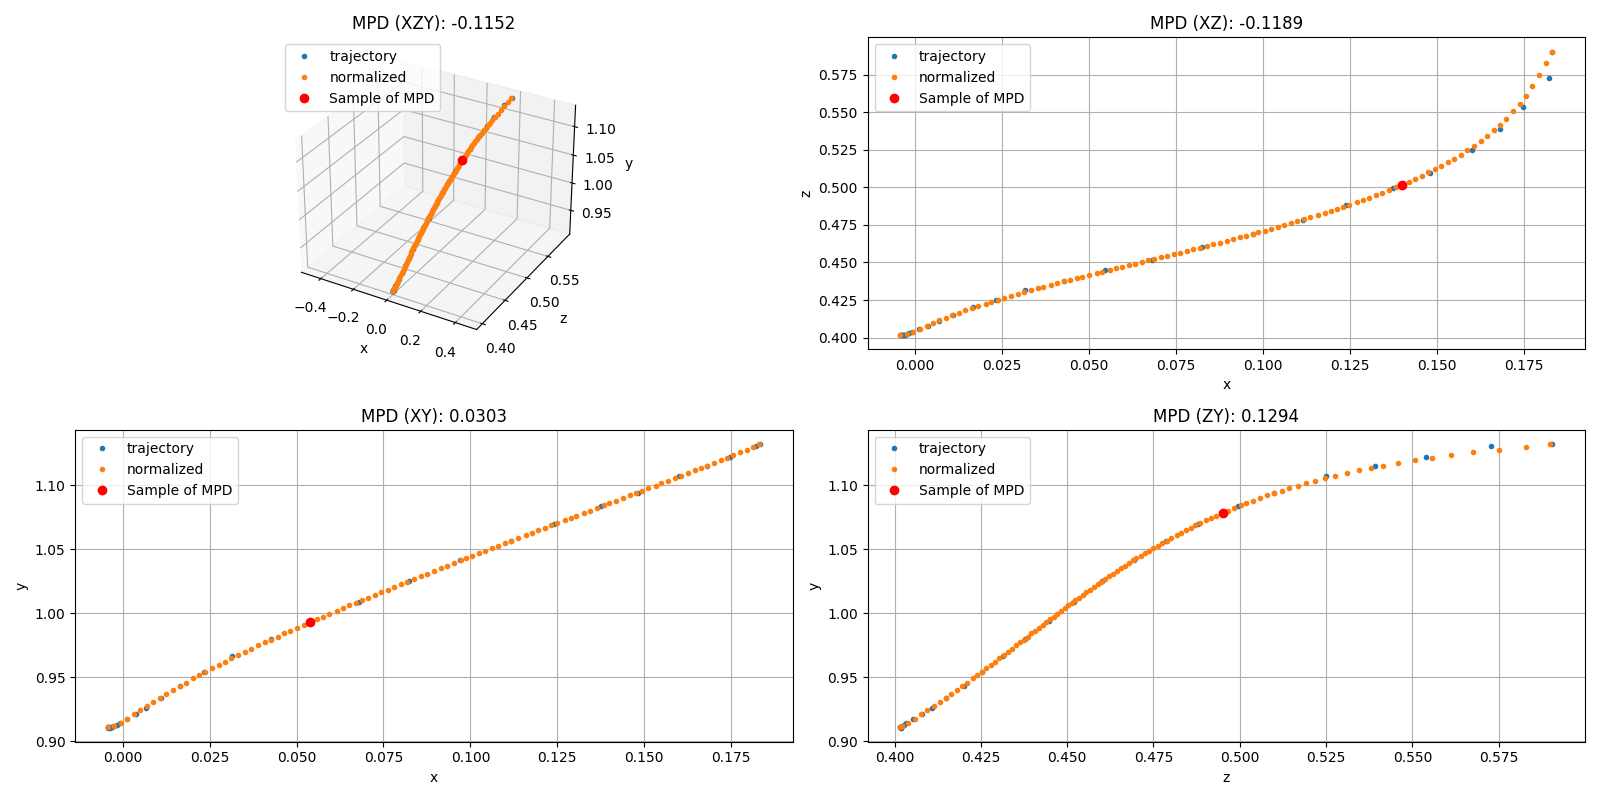 MPD (XZY): -0.1152
trajectory
normalized
Sample of MPD
1.10
1.05
1.00
0.95
y
0.55
0.50
0.45
0.40
z
−0.4
−0.2
0.0
0.2
0.4
x
MPD (XZ): -0.1189
trajectory
normalized
Sample of MPD
0.575
0.550
0.525
0.500
0.475
0.450
0.425
0.400
z
0.000 0.025 0.050 0.075 0.100 0.125 0.150 0.175
x
MPD (XY): 0.0303
trajectory
normalized
Sample of MPD
1.10
1.05
1.00
0.95
0.90
y
0.000 0.025 0.050 0.075 0.100 0.125 0.150 0.175
x
MPD (ZY): 0.1294
trajectory
normalized
Sample of MPD
1.10
1.05
1.00
0.95
0.90
y
0.400 0.425 0.450 0.475 0.500 0.525 0.550 0.575
z